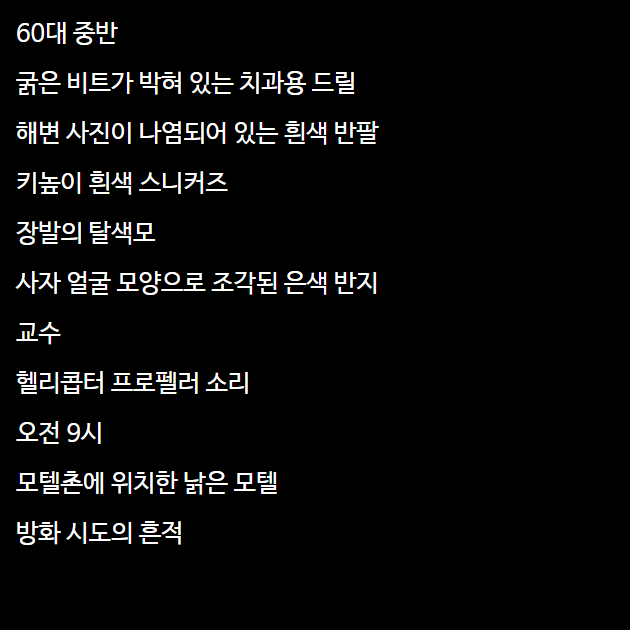 60대 중반
굵은 비트가 박혀 있는 치과용 드릴
해변 사진이 나염되어 있는 흰색 반팔
키높이 흰색 스니커즈
장발의 탈색모
사자 얼굴 모양으로 조각된 은색 반지
교수
헬리콥터 프로펠러 소리
오전 9시
모텔촌에 위치한 낡은 모텔
방화 시도의 흔적